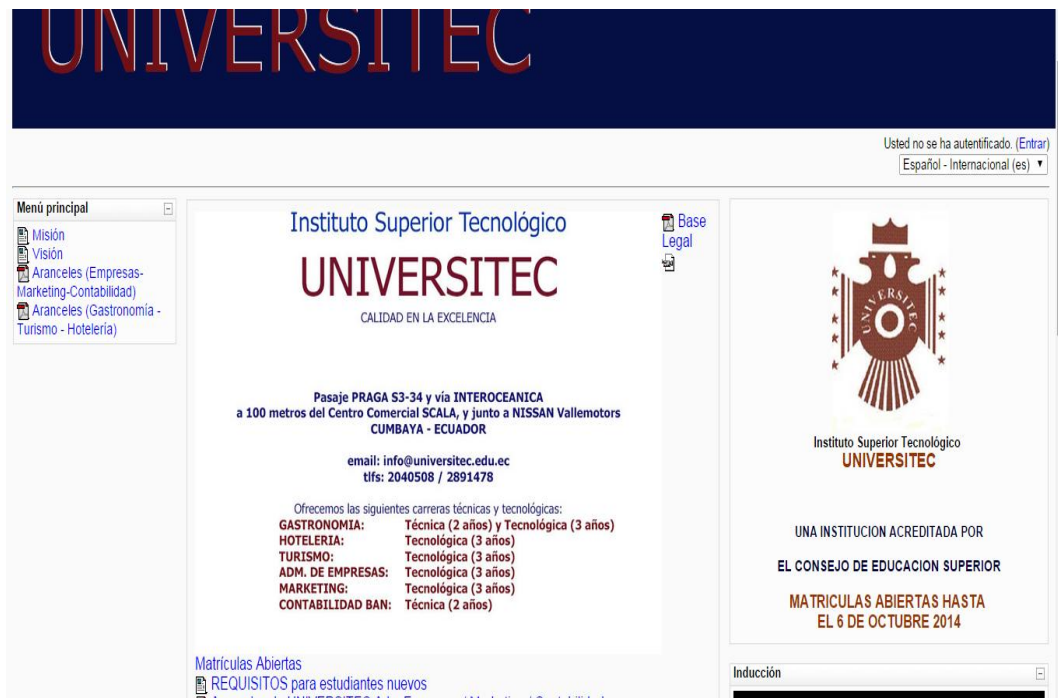 UNIVERSITEC
Usted no se ha autentificado. (Entrar)
Español - Internacional (es)
Menú principal
Misión
Visión
Aranceles (Empresas-
Marketing-Contabilidad)
Aranceles (Gastronomía -
Turismo - Hotelería)
Instituto Superior Tecnológico
UNIVERSITEC
CALIDAD EN LA EXCELENCIA
Pasaje PRAGA S3-34 y vía INTEROCEANICA
a 100 metros del Centro Comercial SCALA, y junto a NISSAN Vallemotors
CUMBAYA - ECUADOR
email: info@universitec.edu.ec
tlfs: 2040508 / 2891478
Ofrecemos las siguientes carreras técnicas y tecnológicas:
GASTRONOMIA: Técnica (2 años) y Tecnológica (3 años)
HOTELERIA: Tecnológica (3 años)
TURISMO: Tecnológica (3 años)
ADM. DE EMPRESAS: Tecnológica (3 años)
MARKETING: Tecnológica (3 años)
CONTABILIDAD BAN: Técnica (2 años)
Base
Legal
Matrículas Abiertas
REQUISITOS para estudiantes nuevos
UNIVERSITEC
Instituto Superior Tecnológico
UNIVERSITEC
UNA INSTITUCION ACREDITADA POR
EL CONSEJO DE EDUCACION SUPERIOR
MATRICULAS ABIERTAS HASTA
EL 6 DE OCTUBRE 2014
Inducción